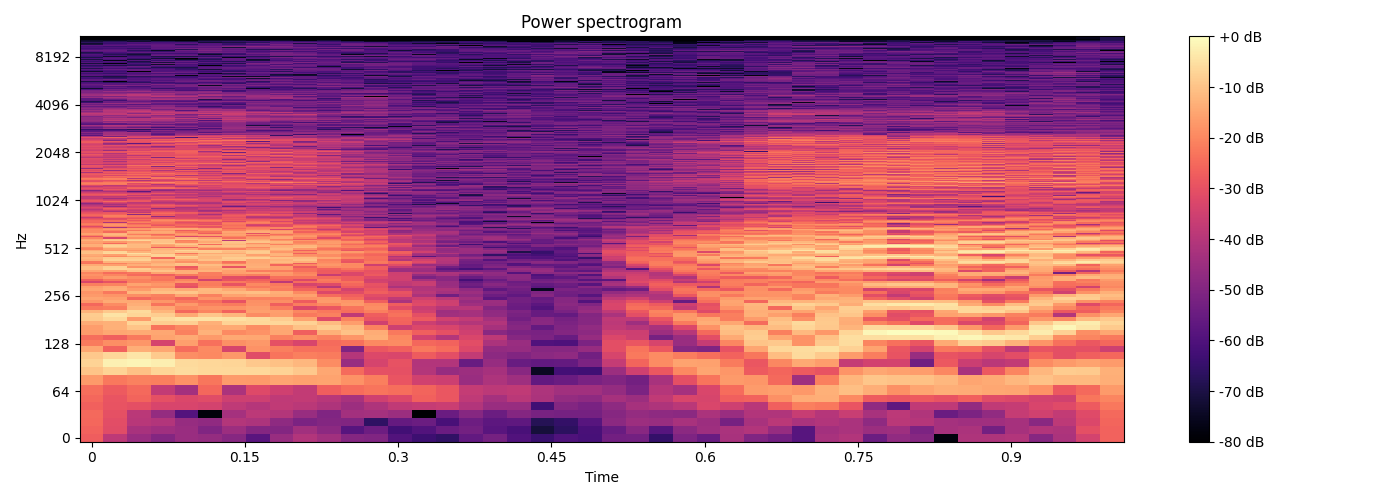 Power spectrogram
8192
4096
2048
1024
512
256
128
64
0
Hz
0 0.15 0.3 0.45 0.6 0.75 0.9
Time
+0 dB
-10 dB
-20 dB
-30 dB
-40 dB
-50 dB
-60 dB
-70 dB
-80 dB